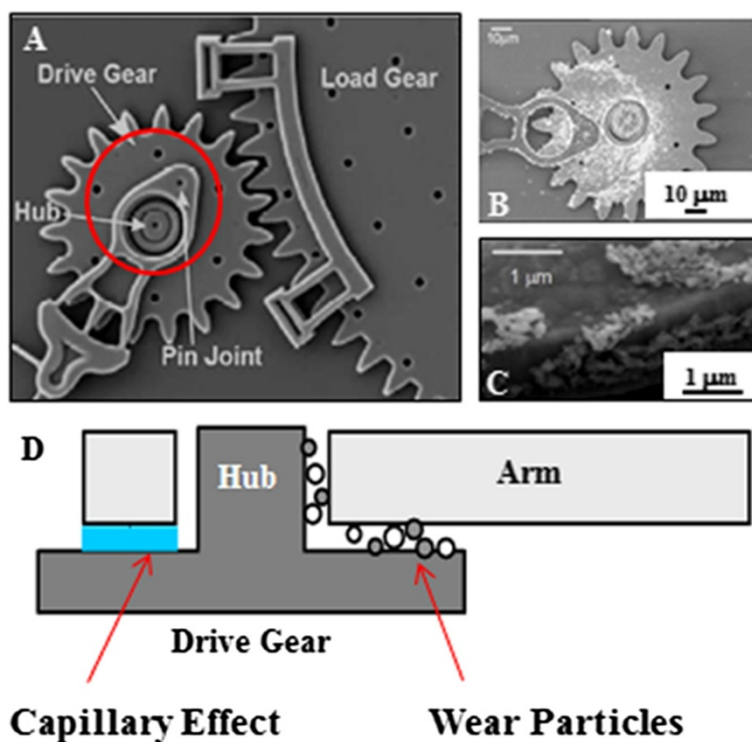 A
Drive Gear
Load Gear
Hub
Pin Joint
10μm
B
10 μm
1 μm
C
1 μm
D
Hub
Arm
Drive Gear
Capillary Effect
Wear Particles